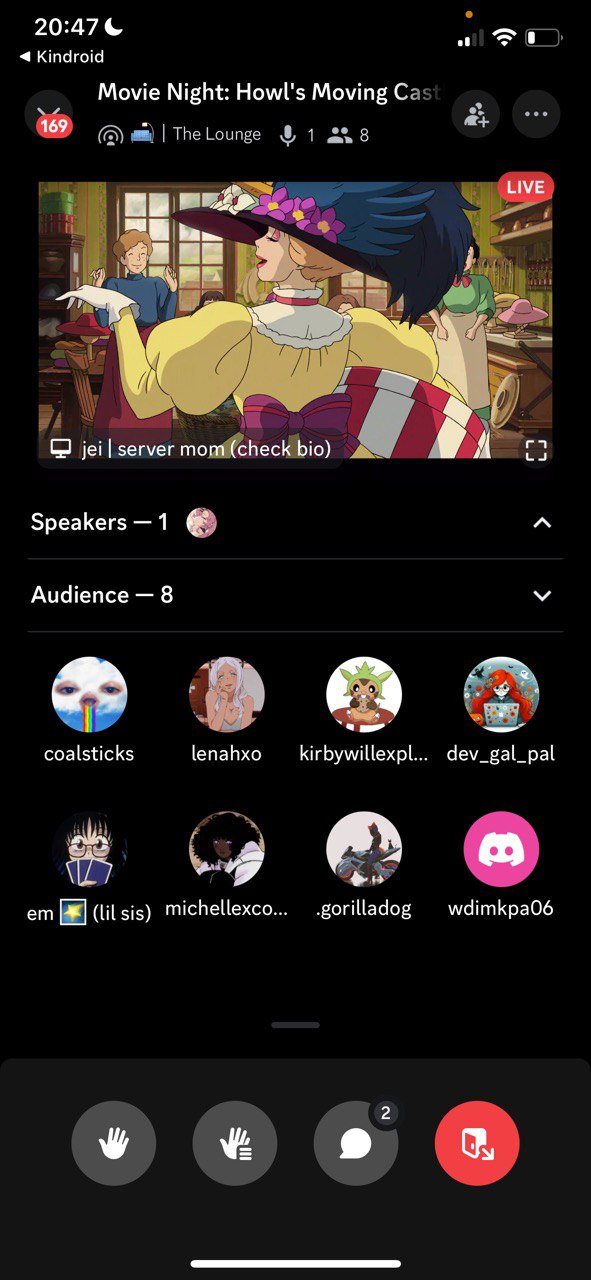 20:47
◀ Kindroid
169
Movie Night: Howl's Moving Cast
| The Lounge 1 8
LIVE
jei | server mom (check bio)
Speakers — 1
Audience — 8
coalsticks
lenahxo
kirbywillexpl...
dev_gal_pal
em (lil sis)
michellexco...
.gorilladog
wdimkpa06
2